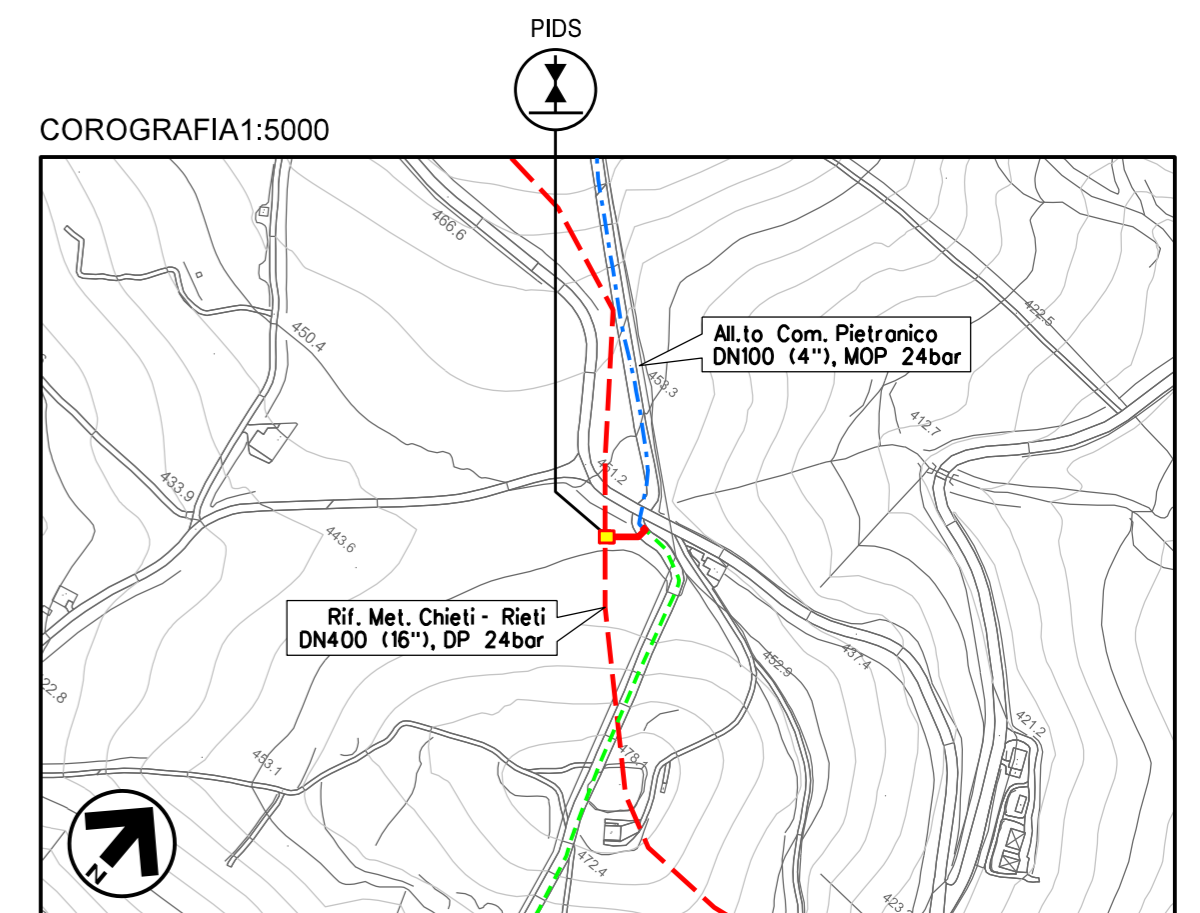 PIDS
COROGRAFIA1:5000
466.6
450.4
422.5
All.to Com. Pietranico
DN100 (4"), MOP 24bar
453.3
412.7
451.2
433.9
443.6
Rif. Met. Chieti - Rieti
DN400 (16"), DP 24bar
452.9
437.4
22.8
421.2
453.1
478.1
N
472.4
423